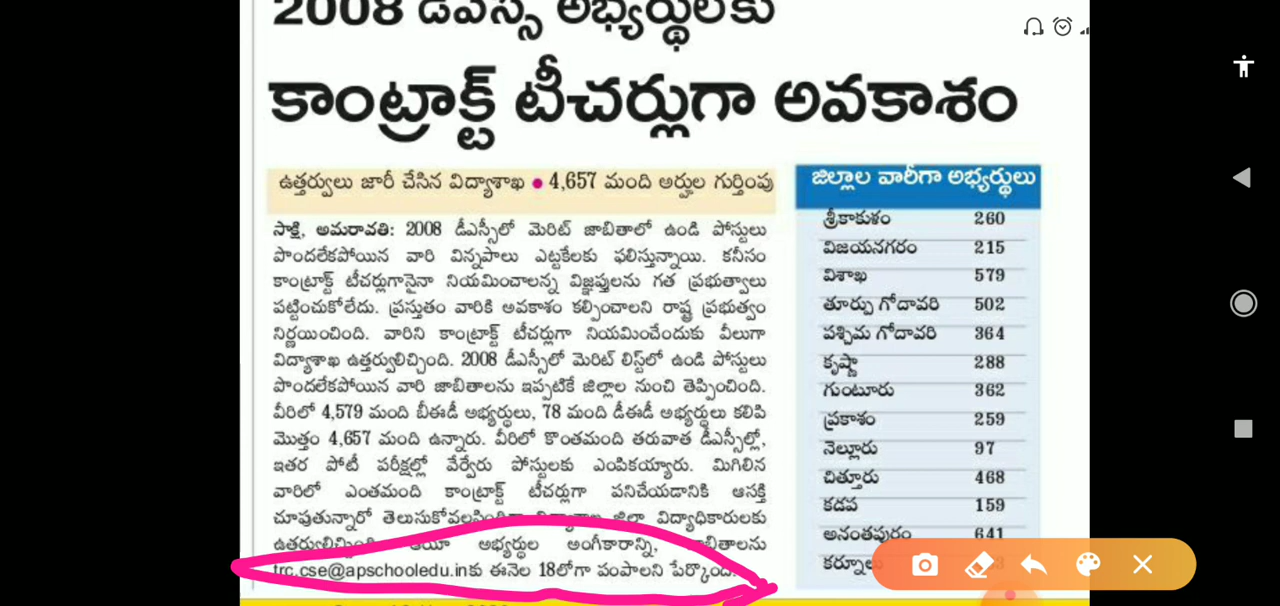 2008 డీఎస్సీ అభ్యర్థులకు
కాంట్రాక్ట్ టీచర్లుగా అవకాశం
ఉత్తర్వులు జారీ చేసిన విద్యాశాఖ ● 4,657 మంది అర్హుల గుర్తింపు
సాక్షి, అమరావతి: 2008 డీఎస్సీలో మెరిట్ జాబితాలో ఉండి పోస్టులు
పొందలేకపోయిన వారి విన్నపాలు ఎట్టకేలకు ఫలిస్తున్నాయి. కనీసం
కాంట్రాక్ట్ టీచర్లుగానైనా నియమించాలన్న విజ్ఞప్తులను గత ప్రభుత్వాలు
పట్టించుకోలేదు. ప్రస్తుతం వారికి అవకాశం కల్పించాలని రాష్ట్ర ప్రభుత్వం
నిర్ణయించింది. వారిని కాంట్రాక్ట్ టీచర్లుగా నియమించేందుకు వీలుగా
విద్యాశాఖ ఉత్తర్వులిచ్చింది. 2008 డీఎస్సీలో మెరిట్ లిస్ట్‌లో ఉండి పోస్టులు
పొందలేకపోయిన వారి జాబితాలను ఇప్పటికే జిల్లాల నుంచి తెప్పించింది.
వీరిలో 4,579 మంది బీఈడీ అభ్యర్థులు, 78 మంది డీఈడీ అభ్యర్థులు కలిపి
మొత్తం 4,657 మంది ఉన్నారు. వీరిలో కొంతమంది తరువాత డీఎస్సీల్లో,
ఇతర పోటీ పరీక్షల్లో వేర్వేరు పోస్టులకు ఎంపికయ్యారు. మిగిలిన
వారిలో ఎంతమంది కాంట్రాక్ట్ టీచర్లుగా పనిచేయడానికి ఆసక్తి
చూపుతున్నారో జిల్లా విద్యాధికారులకు
అభ్యర్థుల అంగీకారాన్ని,
trc.cse@apschooledu.inకు ఈనెల 18లోగా పంపాలని పేర్కొంది.
జిల్లాల వారీగా అభ్యర్థులు
శ్రీకాకుళం 260
విజయనగరం 215
విశాఖ 579
తూర్పు గోదావరి 502
పశ్చిమ గోదావరి 364
కృష్ణా 288
గుంటూరు 362
ప్రకాశం 259
నెల్లూరు 97
చిత్తూరు 468
కడప 159
అనంతపురం 641